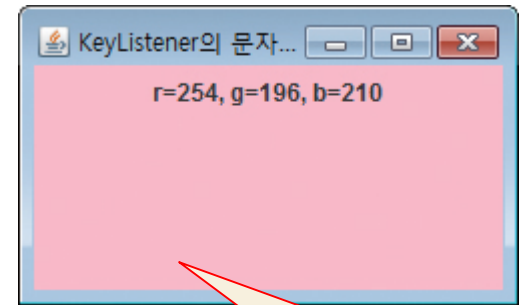 KeyListener의 문자...
r=254, g=196, b=210